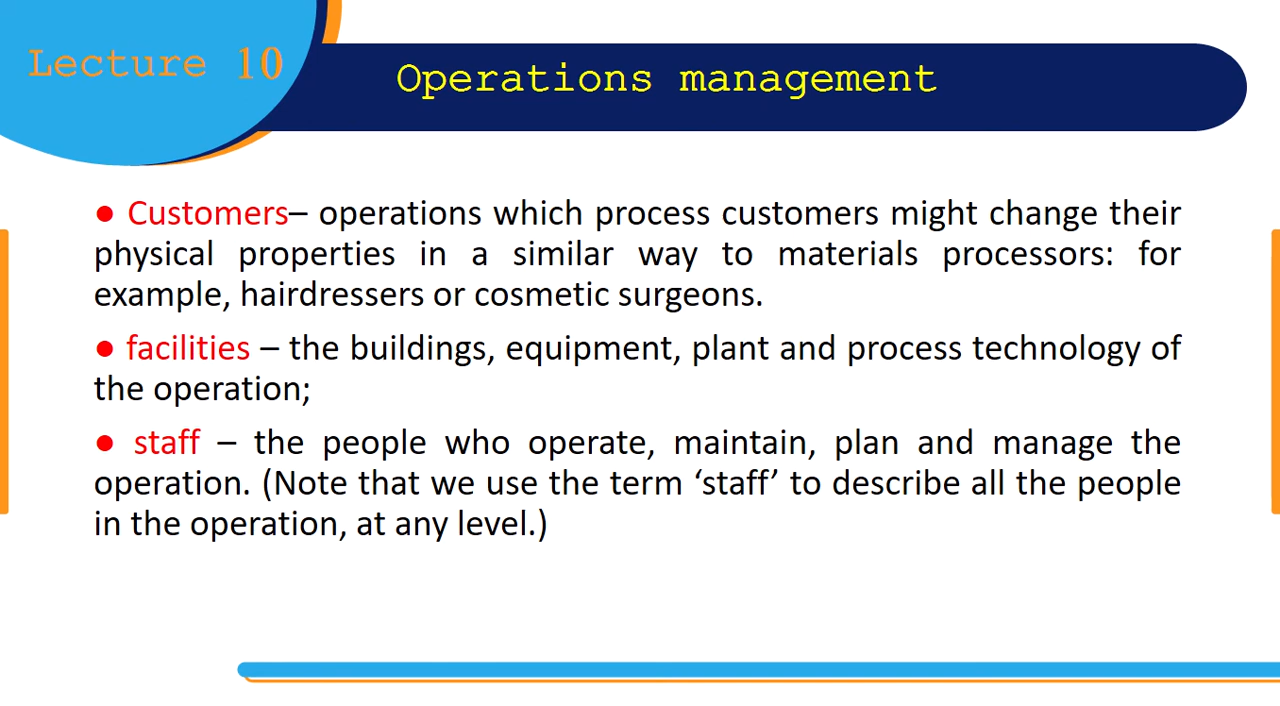 Lecture 10
Operations management
● Customers– operations which process customers might change their
physical properties in a similar way to materials processors: for
example, hairdressers or cosmetic surgeons.
● facilities – the buildings, equipment, plant and process technology of
the operation;
● staff – the people who operate, maintain, plan and manage the
operation. (Note that we use the term ‘staff’ to describe all the people
in the operation, at any level.)